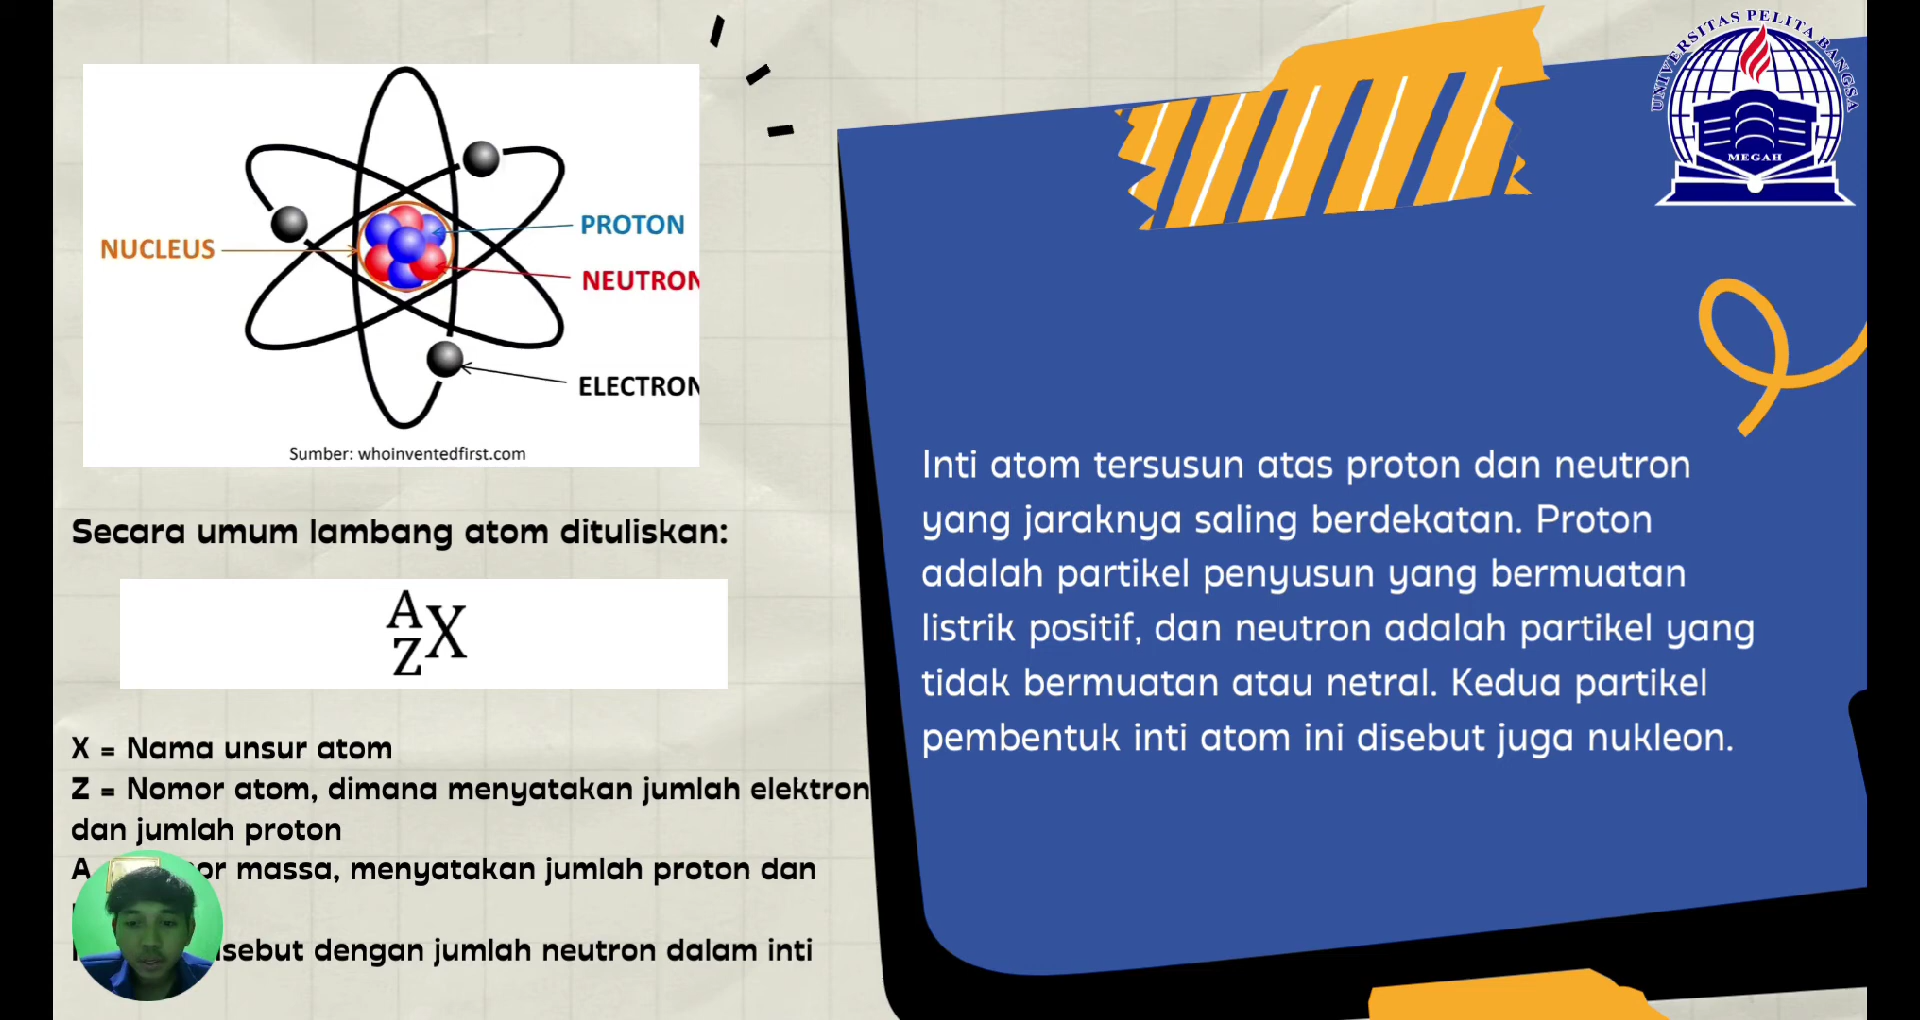 NUCLEUS
PROTON
NEUTRON
ELECTRON
Sumber: whoinventedfirst.com
Secara umum lambang atom dituliskan:
A
Z X
X = Nama unsur atom
Z = Nomor atom, dimana menyatakan jumlah elektron
dan jumlah proton
A massa, menyatakan jumlah proton dan
dengan jumlah neutron dalam inti
UNIVERSITAS PELITA BANGSA
MEGAH
Inti atom tersusun atas proton dan neutron
yang jaraknya saling berdekatan. Proton
adalah partikel penyusun yang bermuatan
listrik positif, dan neutron adalah partikel yang
tidak bermuatan atau netral. Kedua partikel
pembentuk inti atom ini disebut juga nukleon.